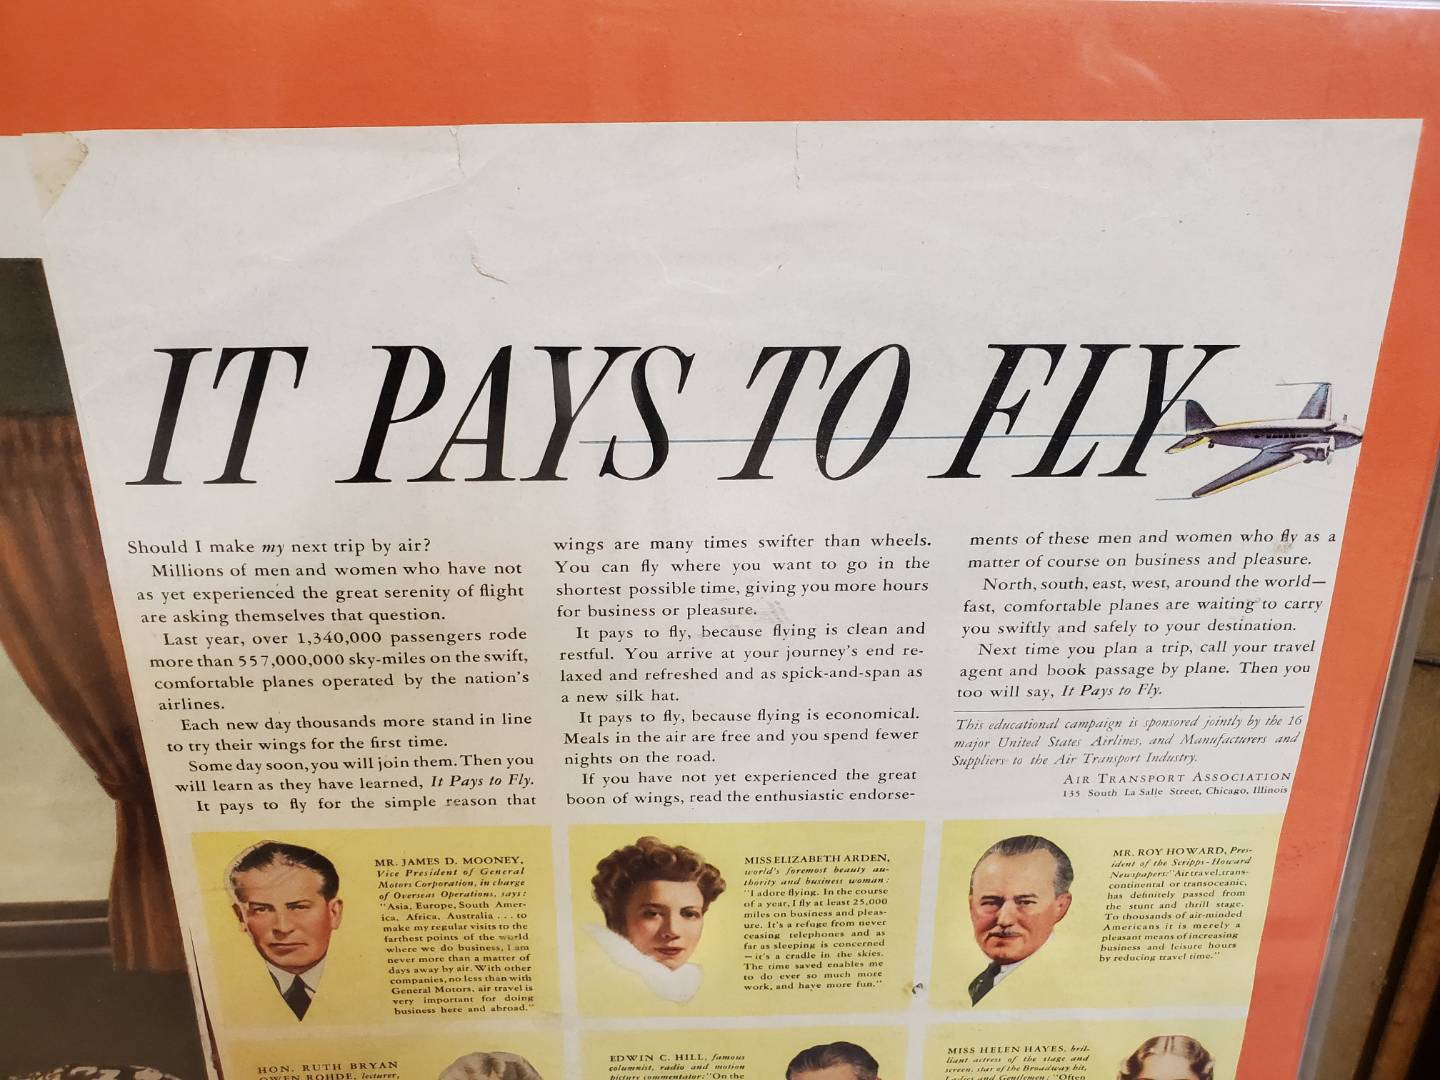 IT PAYS TO FLY
Should I make my next trip by air?
Millions of men and women who have not
as yet experienced the great serenity of flight
are asking themselves that question.
Last year, over 1,340,000 passengers rode
more than 557,000,000 sky-miles on the swift,
comfortable planes operated by the nation's
airlines.
Each new day thousands more stand in line
to try their wings for the first time.
Some day soon, you will join them. Then you
will learn as they have learned, It Pays to Fly.
It pays to fly for the simple reason that
wings are many times swifter than wheels.
You can fly where you want to go in the
shortest possible time, giving you more hours
for business or pleasure.
It pays to fly, because flying is clean and
restful. You arrive at your journey's end re-
laxed and refreshed and as spick-and-span as
a new silk hat.
It pays to fly, because flying is economical.
Meals in the air are free and you spend fewer
nights on the road.
If you have not yet experienced the great
boon of wings, read the enthusiastic endorse-
ments of these men and women who fly as a
matter of course on business and pleasure.
North, south, east, west, around the world—
fast, comfortable planes are waiting to carry
you swiftly and safely to your destination.
Next time you plan a trip, call your travel
agent and book passage by plane. Then you
too will say, It Pays to Fly.
This educational campaign is sponsored jointly by the 16
major United States Airlines, and Manufacturers and
Suppliers to the Air Transport Industry.
AIR TRANSPORT ASSOCIATION
135 South La Salle Street, Chicago, Illinois
MR. JAMES D. MOONEY,
Vice President of General
Motors Corporation, in charge
of Overseas Operations, says:
"Asia, Europe, South Amer-
ica, Africa, Australia . . . to
make my regular visits to the
farthest points of the world
where we do business, I am
never more than a matter of
days away by air. With other
companies, no less than with
General Motors, air travel is
very important for doing
business here and abroad."
MISS ELIZABETH ARDEN,
world's foremost beauty au-
thority and business woman:
"I adore flying. In the course
of a year, I fly at least 25,000
miles on business and pleas-
ure. It's a refuge from never
ceasing telephones and as
far as sleeping is concerned
—it's a cradle in the skies.
The time saved enables me
to do ever so much more
work, and have more fun."
MR. ROY HOWARD, Pres-
ident of the Scripps-Howard
Newspapers: "Air travel, trans-
continental or transoceanic,
has definitely passed from
the stunt and thrill stage.
To thousands of air-minded
Americans it is merely a
pleasant means of increasing
business and leisure hours
by reducing travel time."
HON. RUTH BRYAN
OWEN ROHDE, lecturer,
EDWIN C. HILL, famous
columnist, radio and motion
picture commentator: "On the
MISS HELEN HAYES, bril-
liant actress of the stage and
screen, star of the Broadway hit,
Ladies and Gentlemen: "Often